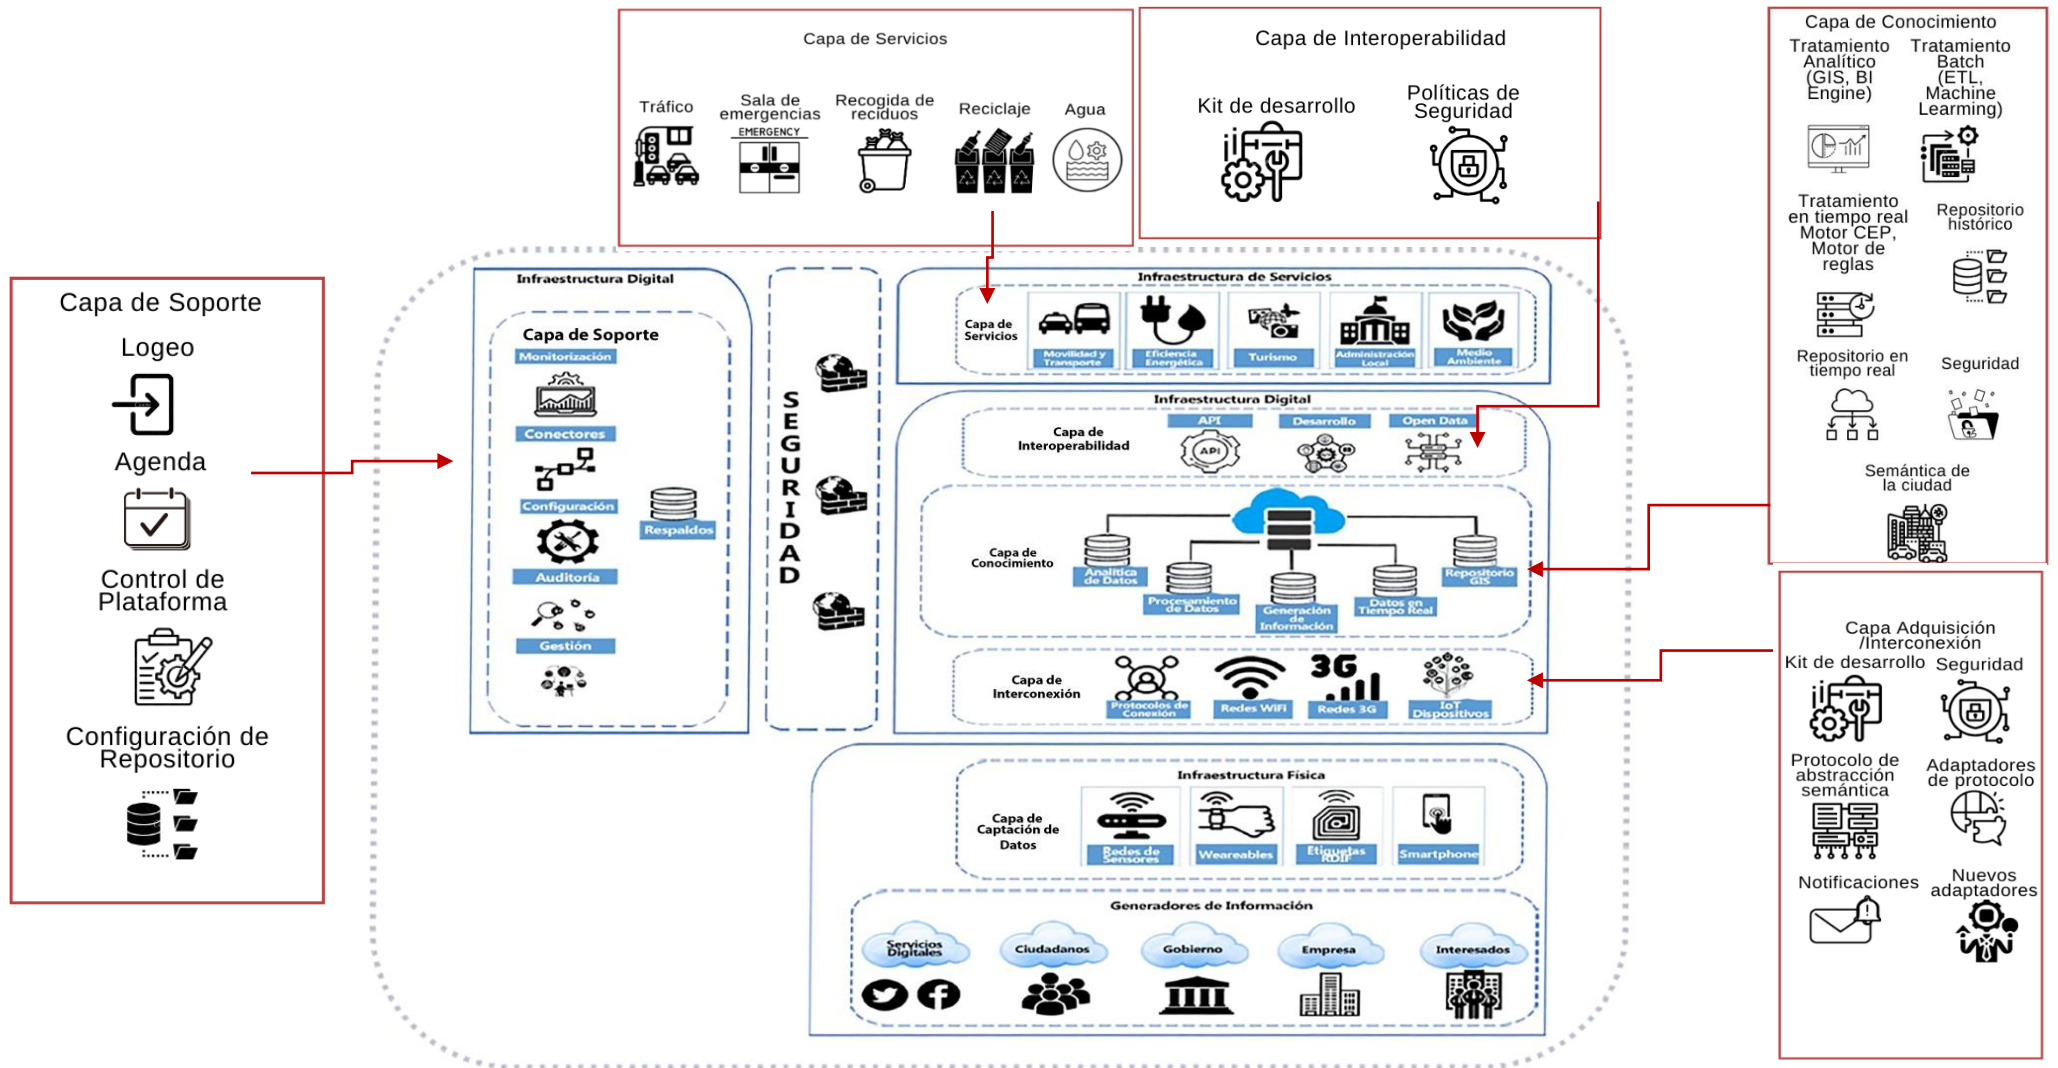 Capa de Servicios
Tráfico
Sala de
emergencias
EMERGENCY
Recogida de
reciduos
Reciclaje
Agua
Capa de Interoperabilidad
Kit de desarrollo
Políticas de
Seguridad
Capa de Conocimiento
Tratamiento
Analítico
(GIS, BI
Engine)
Tratamiento
Batch
(ETL,
Machine
Learming)
Tratamiento
en tiempo real
Motor CEP,
Motor de
reglas
Repositorio
histórico
Repositorio en
tiempo real
Seguridad
Semántica de
la ciudad
Capa de Soporte
Logeo
Agenda
Control de
Plataforma
Configuración de
Repositorio
Infraestructura Digital
Capa de Soporte
Monitorización
Conectores
Configuración
Respaldos
Auditoría
Gestión
SEGURIDAD
Infraestructura de Servicios
Capa de
Servicios
Movilidad y
Transporte
Eficiencia
Energética
Turismo
Administración
Local
Medio
Ambiente
Infraestructura Digital
Capa de
Interoperabilidad
API
API
Desarrollo
Open Data
Capa de
Conocimiento
Analítica
de Datos
Procesamiento
de Datos
Generación
de
Información
Datos en
Tiempo Real
Repositorio
GIS
Capa de
Interconexión
Protocolos de
Conexión
Redes WiFi
3G
Redes 3G
IoT
Dispositivos
Infraestructura Física
Capa de
Captación de
Datos
Redes de
Sensores
Weareables
Etiquetas
RDIF
Smartphone
Generadores de Información
Servicios
Digitales
Ciudadanos
Gobierno
Empresa
Interesados
Capa Adquisición
/Interconexión
Kit de desarrollo
Seguridad
Protocolo de
abstracción
semántica
Adaptadores
de protocolo
Notificaciones
Nuevos
adaptadores